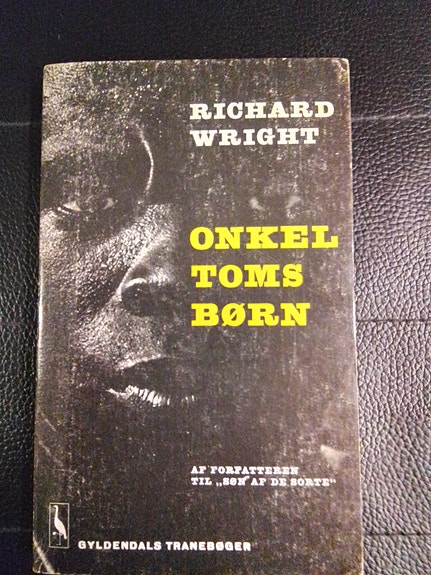 RICHARD
WRIGHT
ONKEL
TOMS
BØRN
AF FORFATTEREN
TIL „SØN AF DE SORTE“
GYLDENDALS TRANEBØGER